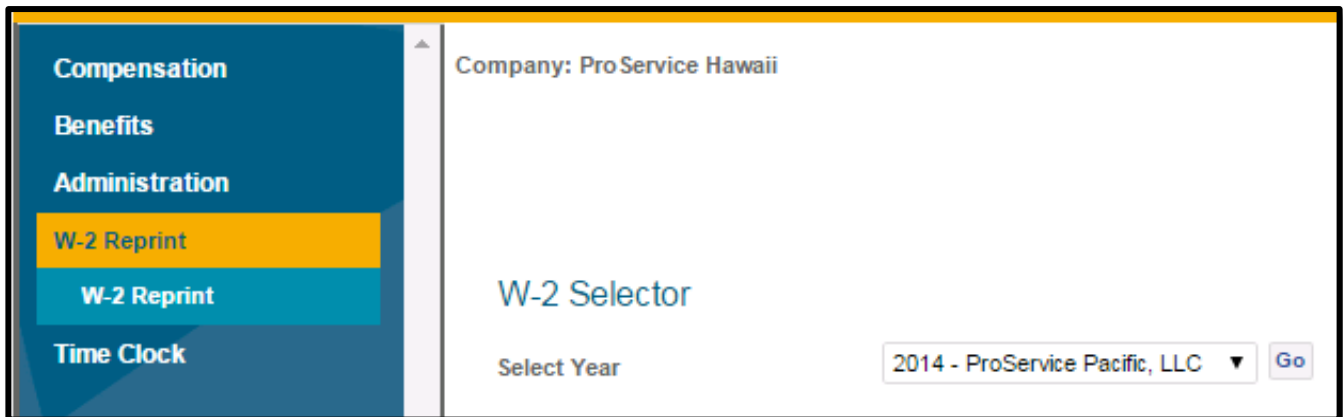 Compensation
Benefits
Administration
W-2 Reprint
W-2 Reprint
Time Clock
Company: ProService Hawaii
W-2 Selector
Select Year
2014 - ProService Pacific, LLC
Go